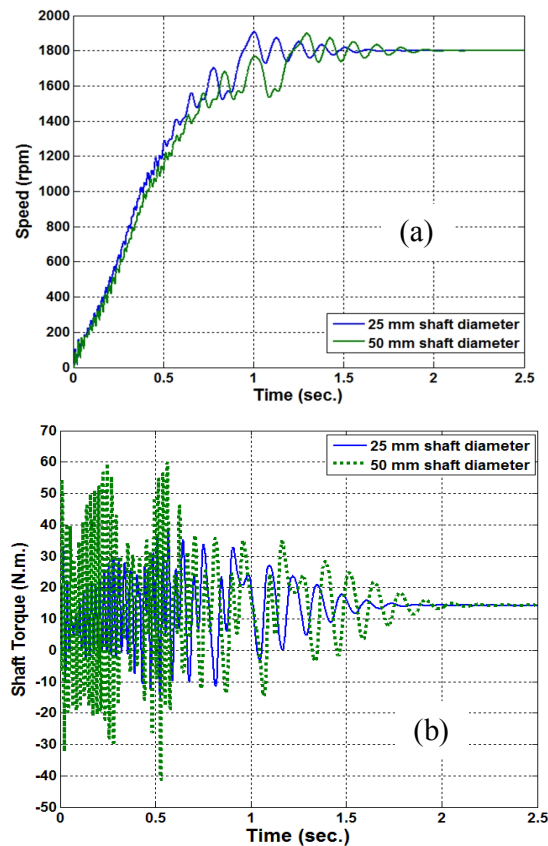 2000
1800
1600
1400
1200
1000
800
600
400
200
0
Speed (rpm)
(a)
25 mm shaft diameter
50 mm shaft diameter
0 0.5 1 1.5 2 2.5
Time (sec.)
70
60
50
40
30
20
10
0
-10
-20
-30
-40
-50
Shaft Torque (N.m.)
25 mm shaft diameter
50 mm shaft diameter
(b)
0 0.5 1 1.5 2 2.5
Time (sec.)